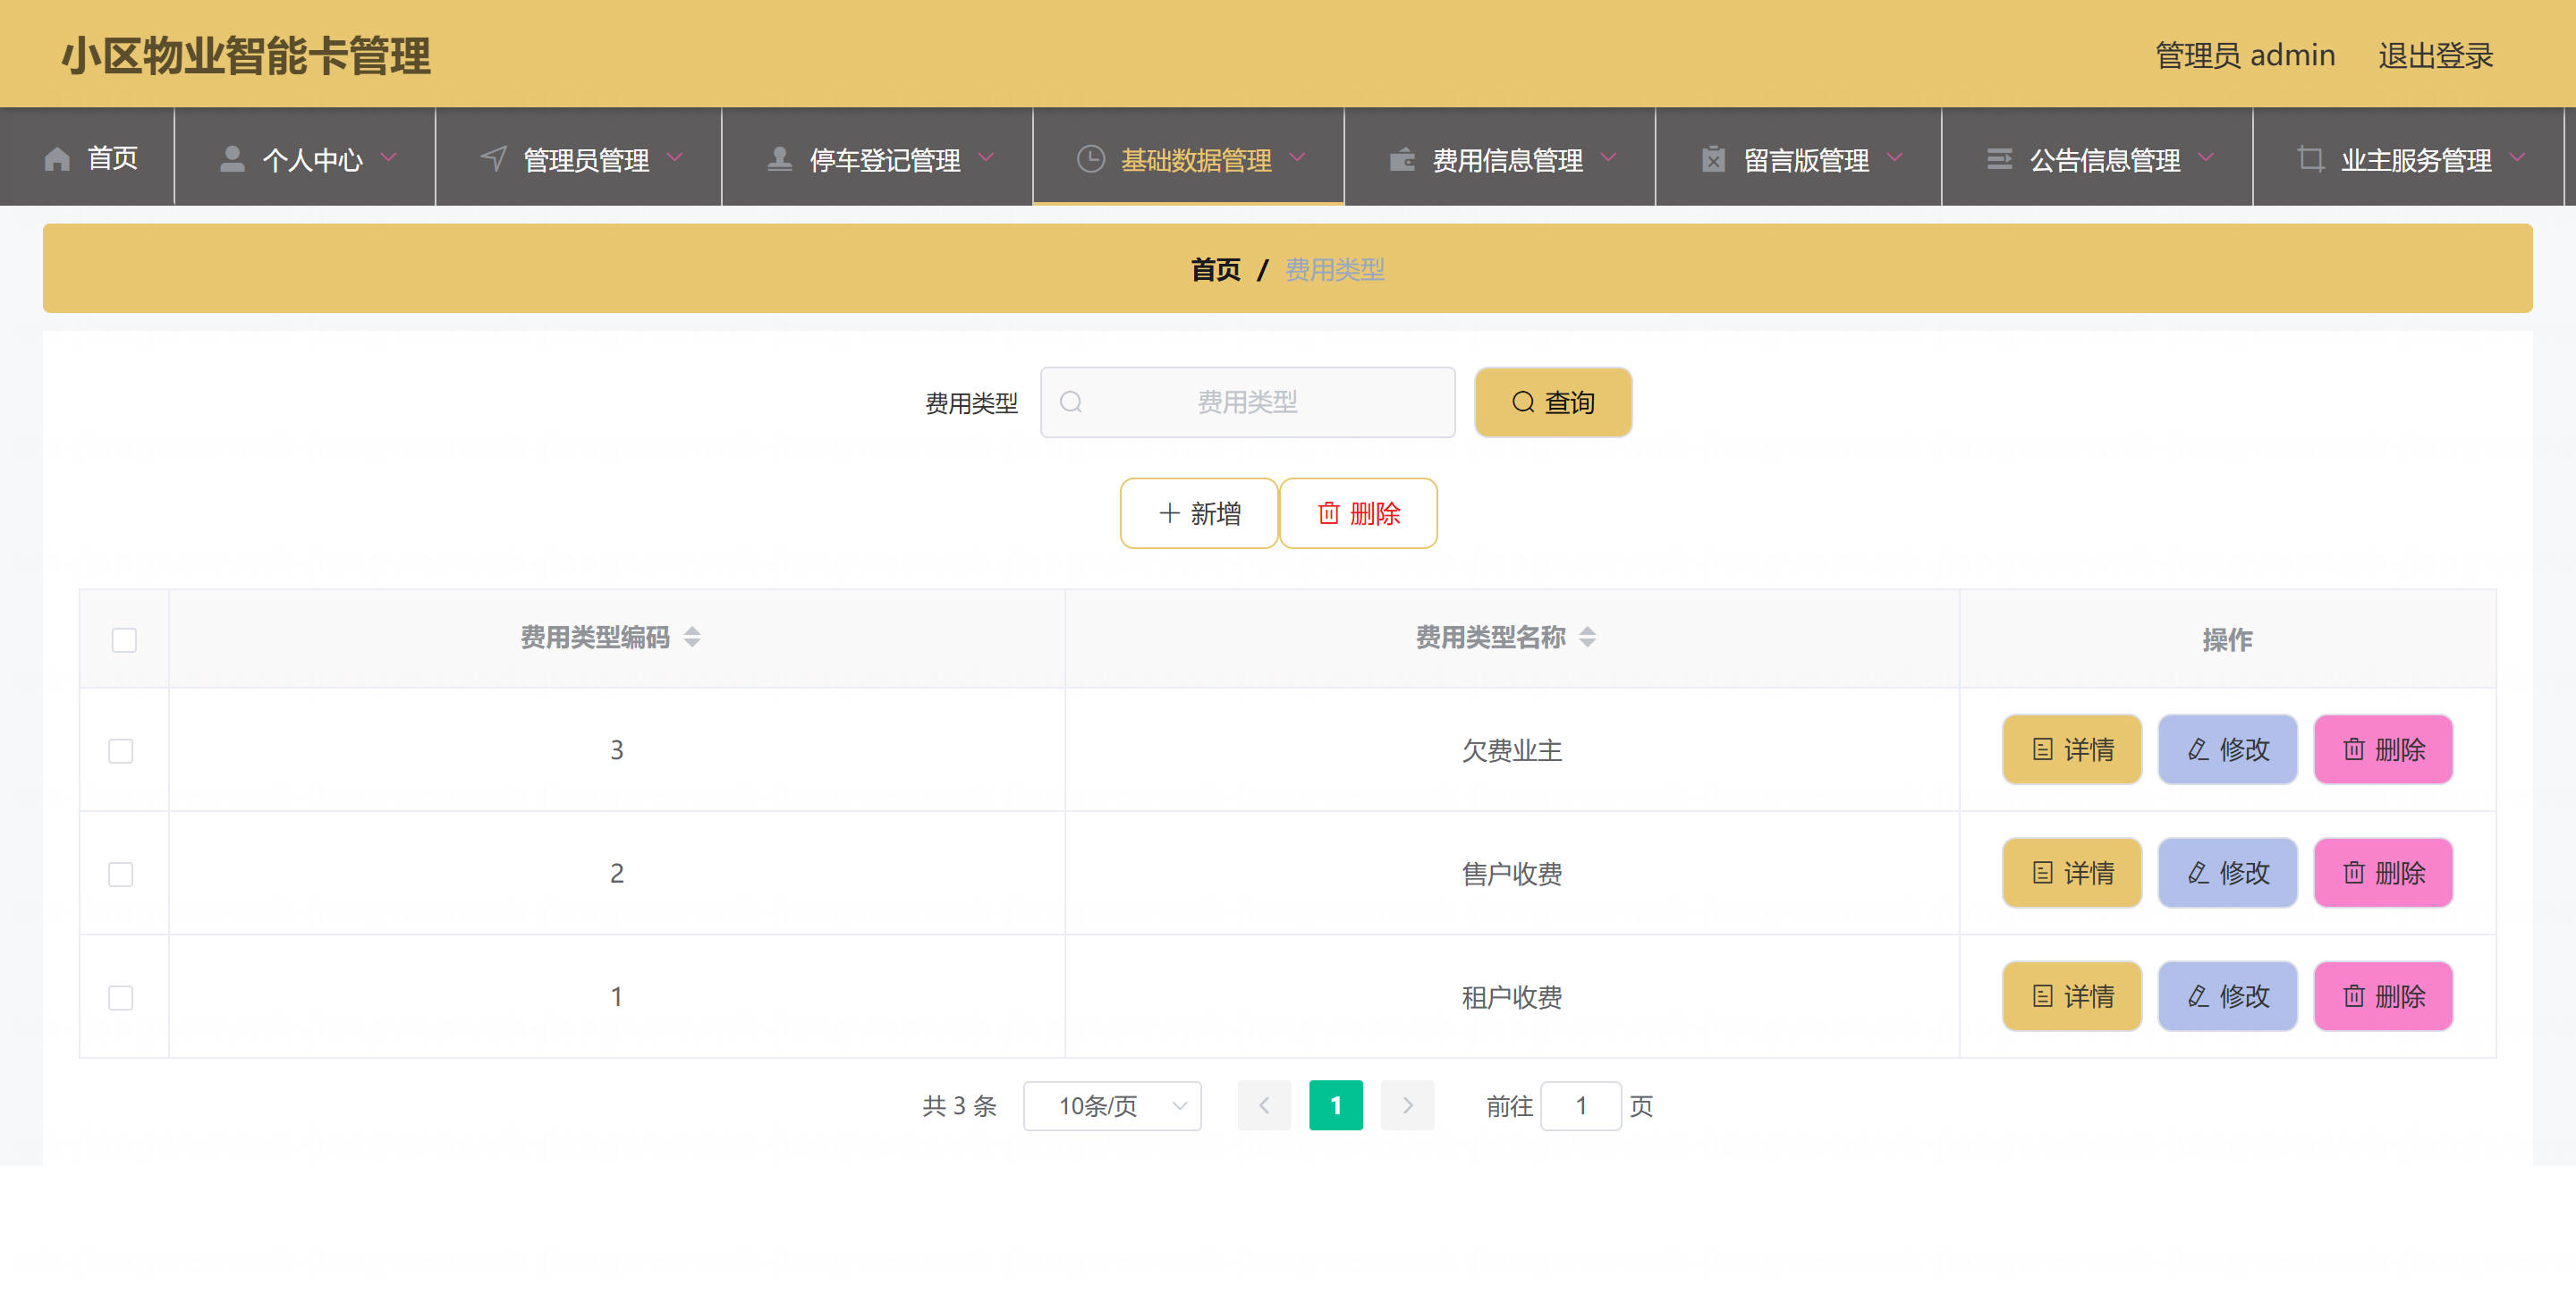 小区物业智能卡管理
管理员 admin 退出登录
首页 个人中心 管理员管理 停车登记管理 基础数据管理 费用信息管理 留言版管理 公告信息管理 业主服务管理
首页 / 费用类型
费用类型 费用类型 查询
新增 删除
费用类型编码 费用类型名称 操作
3 欠费业主 详情 修改 删除
2 售户收费 详情 修改 删除
1 租户收费 详情 修改 删除
共 3 条 10条/页 1 前往 1 页